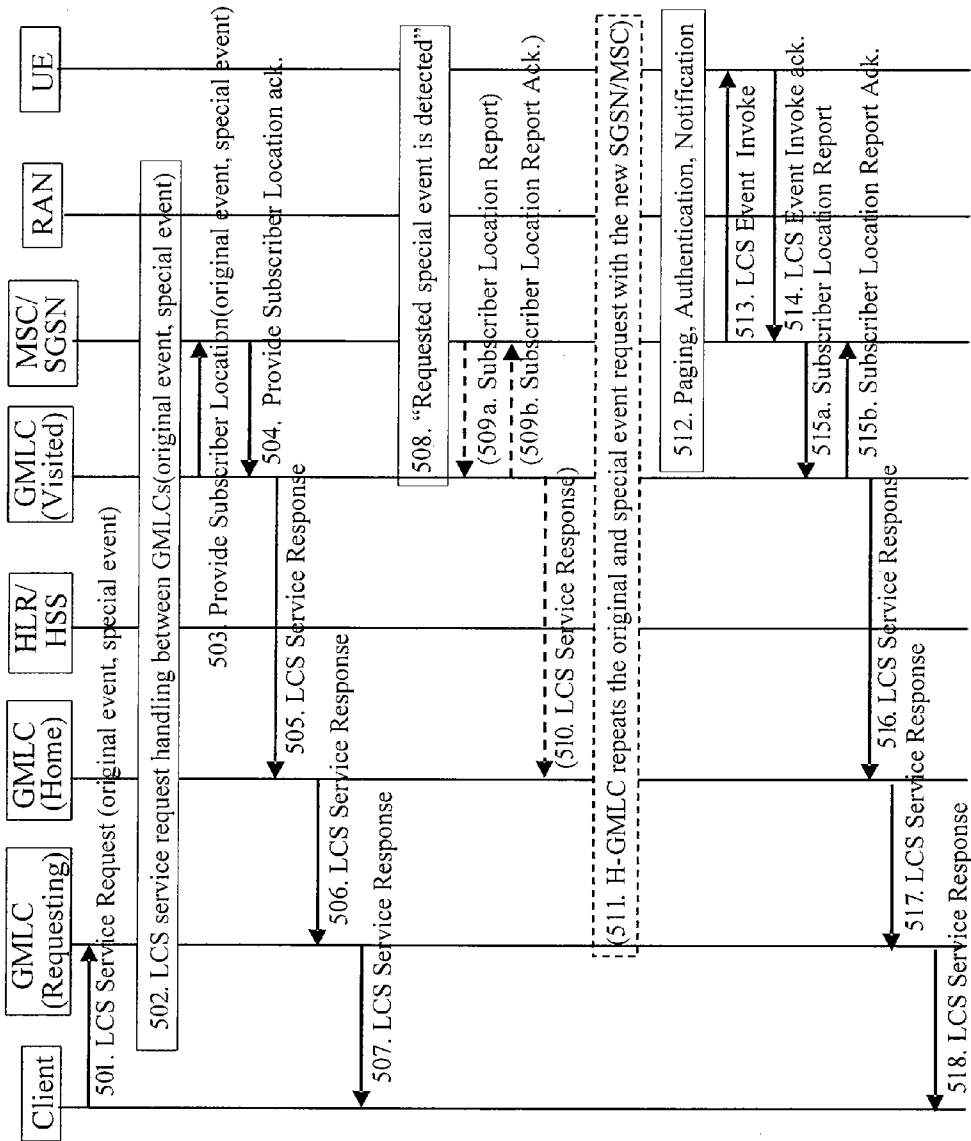 Client
GMLC
(Requesting)
GMLC
(Home)
HLR/
HSS
GMLC
(Visited)
MSC/
SGSN
RAN
UE
501. LCS Service Request (original event, special event)
502. LCS service request handling between GMLCs(original event, special event)
503. Provide Subscriber Location(original event, special event)
504. Provide Subscriber Location ack.
505. LCS Service Response
506. LCS Service Response
507. LCS Service Response
508. “Requested special event is detected”
(509a. Subscriber Location Report)
(509b. Subscriber Location Report Ack.)
(510. LCS Service Response)
(511. H-GMLC repeats the original and special event request with the new SGSN/MSC)
512. Paging, Authentication, Notification
513. LCS Event Invoke
514. LCS Event Invoke ack.
515a. Subscriber Location Report
515b. Subscriber Location Report Ack.
516. LCS Service Response
517. LCS Service Response
518. LCS Service Response